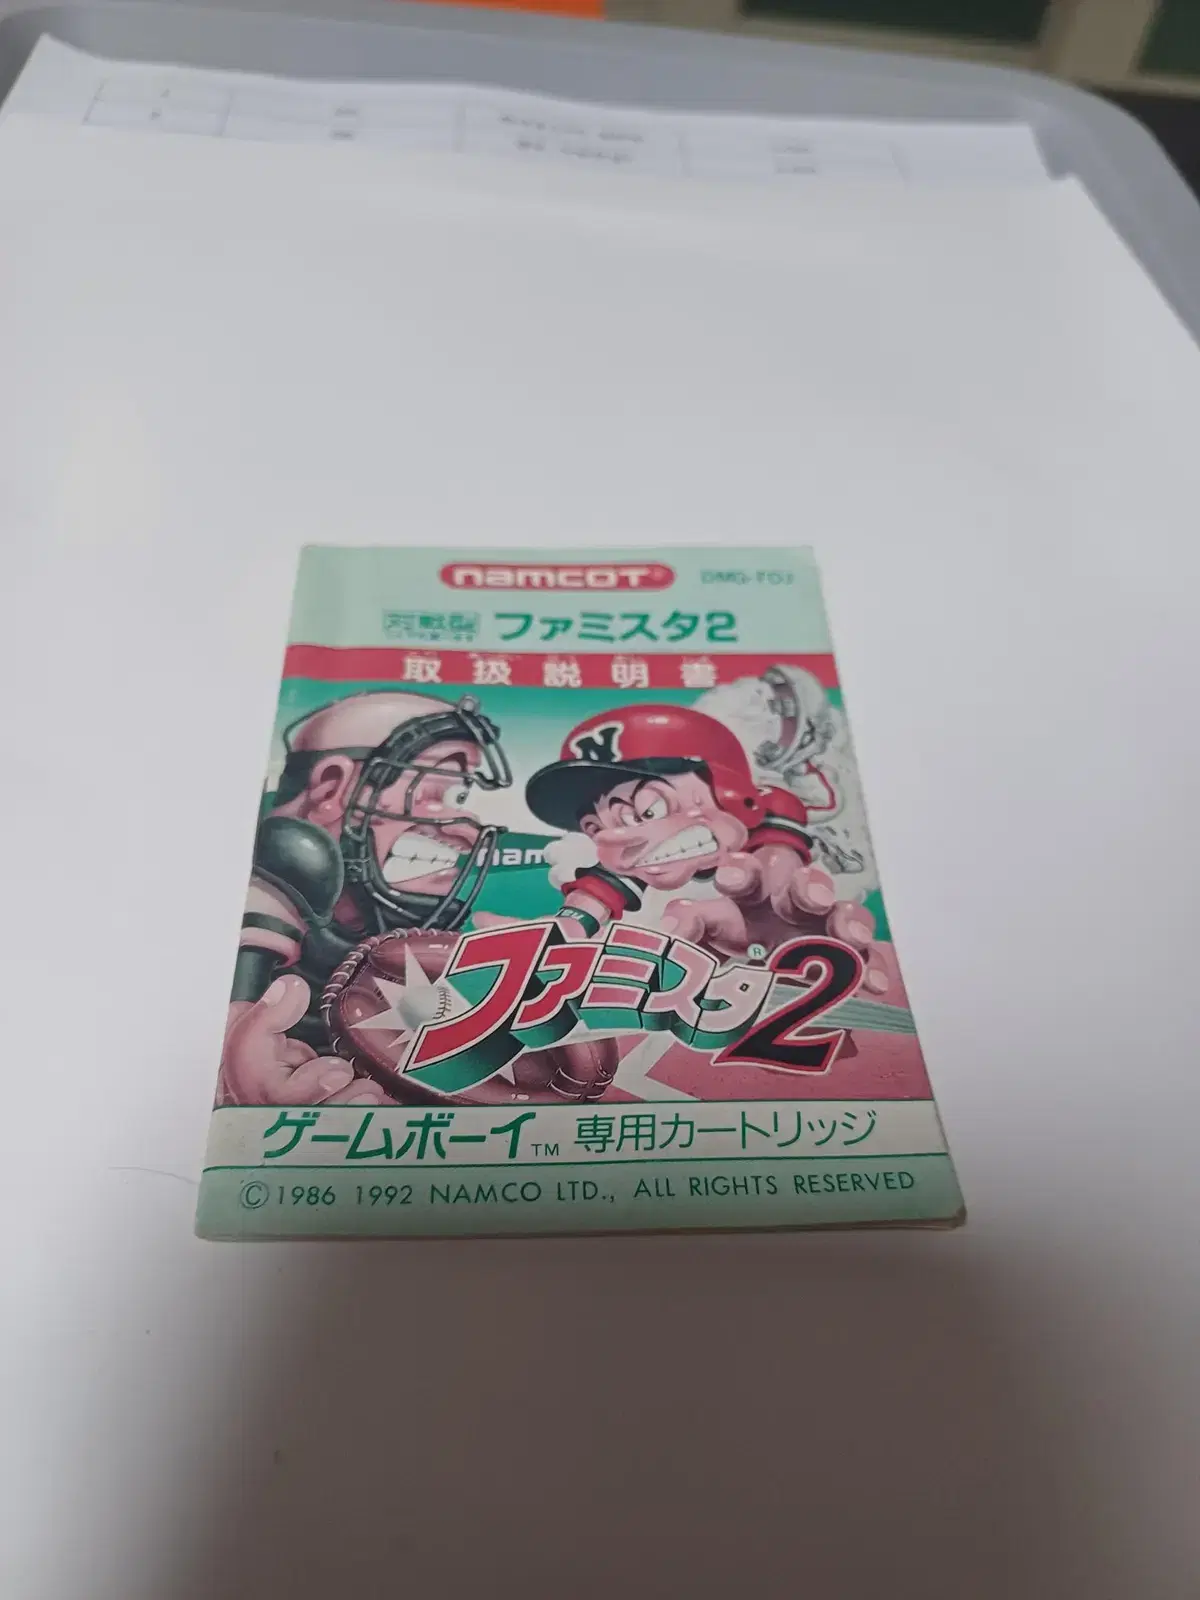 namcot
ファミスタ2
取扱説明書
N
nam
ファミスタ®2
ゲームボーイ™ 専用カートリッジ
©1986 1992 NAMCO LTD., ALL RIGHTS RESERVED